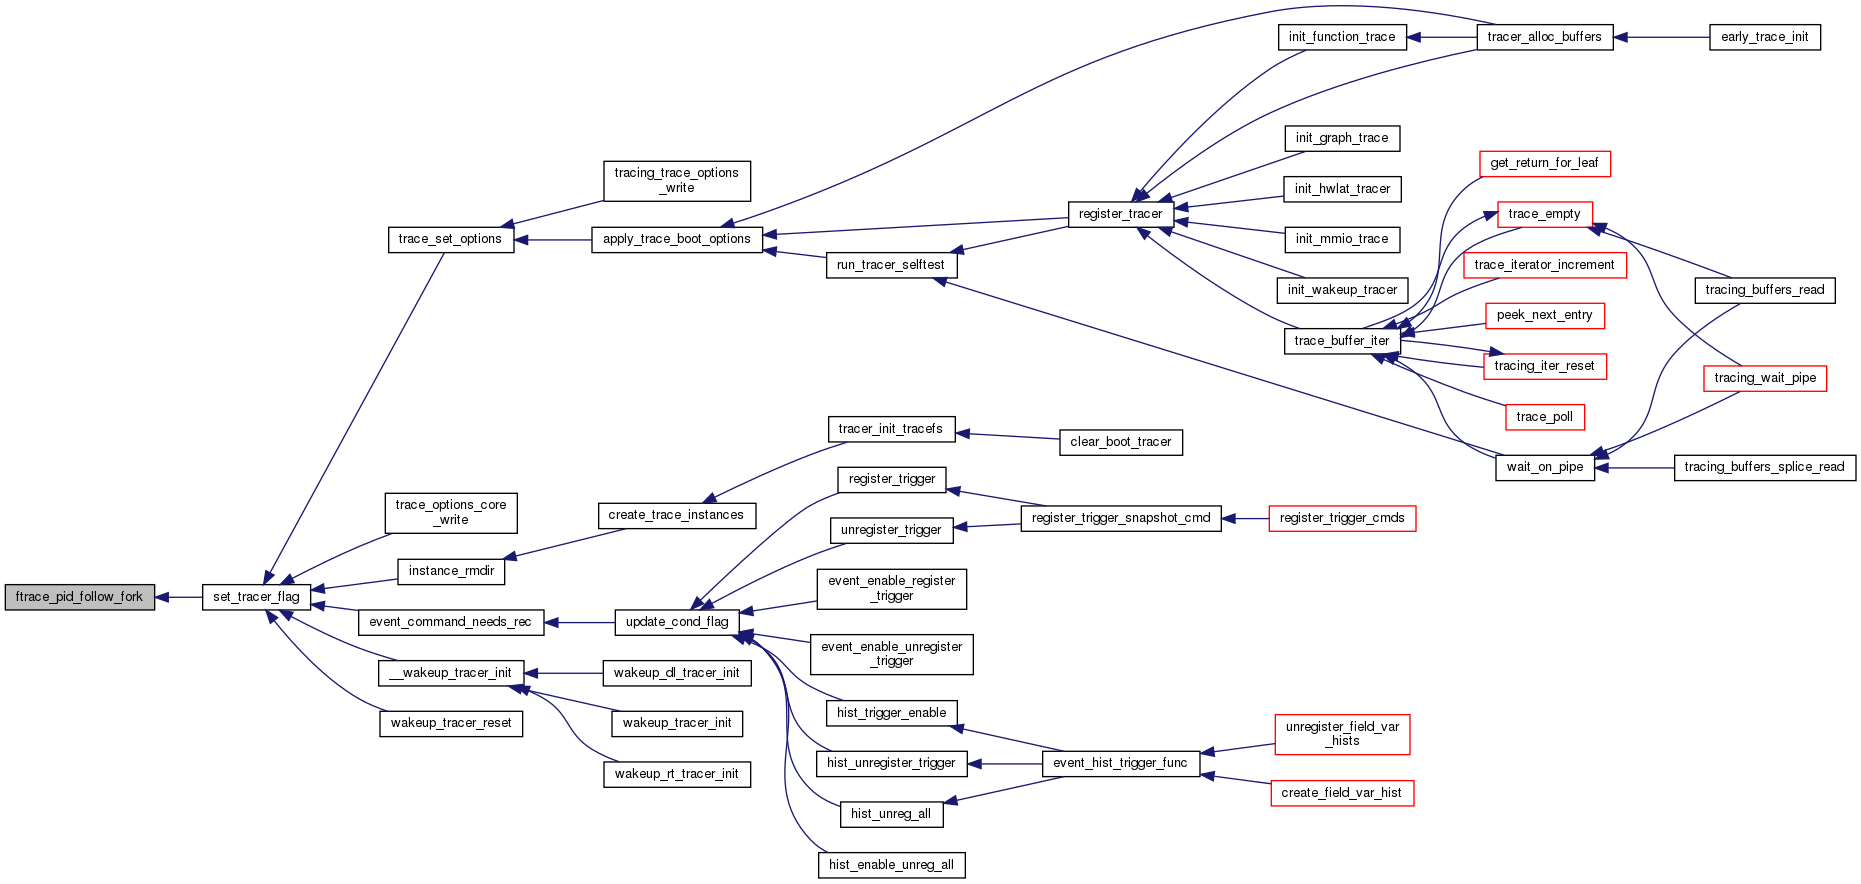 init_function_trace
tracer_alloc_buffers
early_trace_init
init_graph_trace
get_return_for_leaf
tracing_trace_options
_write
init_hwlat_tracer
register_tracer
trace_empty
trace_set_options
apply_trace_boot_options
init_mmio_trace
run_tracer_selftest
trace_iterator_increment
init_wakeup_tracer
tracing_buffers_read
peek_next_entry
trace_buffer_iter
tracing_iter_reset
tracing_wait_pipe
trace_poll
tracer_init_tracefs
clear_boot_tracer
wait_on_pipe
tracing_buffers_splice_read
register_trigger
trace_options_core
_write
create_trace_instances
register_trigger_snapshot_cmd
register_trigger_cmds
unregister_trigger
instance_rmdir
event_enable_register
_trigger
ftrace_pid_follow_fork
set_tracer_flag
event_command_needs_rec
update_cond_flag
event_enable_unregister
_trigger
__wakeup_tracer_init
wakeup_dl_tracer_init
wakeup_tracer_reset
wakeup_tracer_init
hist_trigger_enable
unregister_field_var
_hists
hist_unregister_trigger
event_hist_trigger_func
wakeup_rt_tracer_init
create_field_var_hist
hist_unreg_all
hist_enable_unreg_all